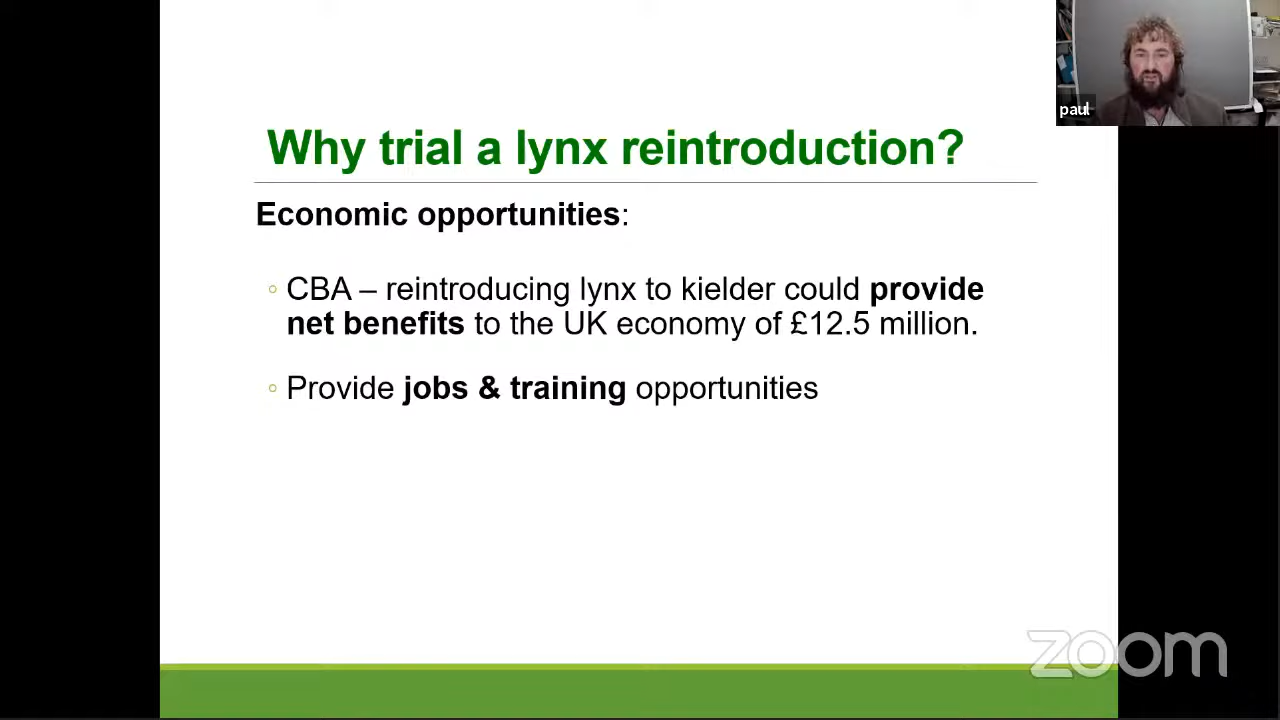 paul
Why trial a lynx reintroduction?
Economic opportunities:
◦ CBA – reintroducing lynx to kielder could provide
net benefits to the UK economy of £12.5 million.
◦ Provide jobs & training opportunities
zoom